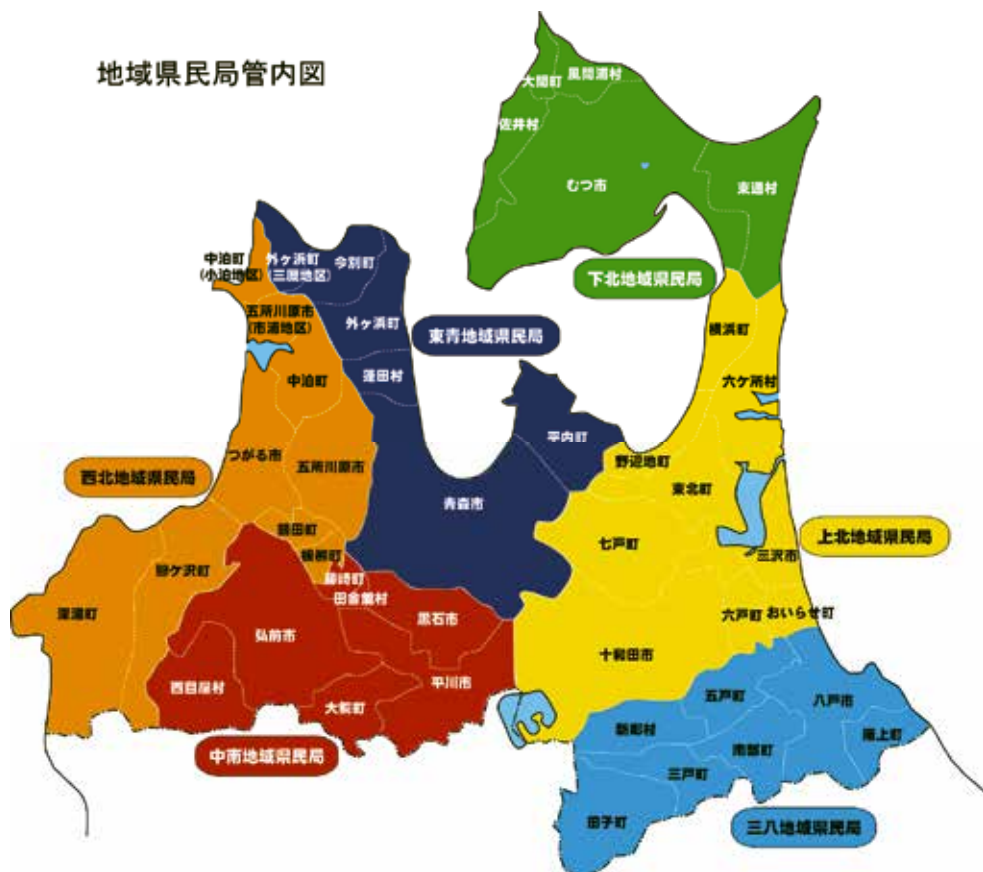 地域県民局管内図
大間町
風間浦村
佐井村
むつ市
東通村
下北地域県民局
中泊町
(小泊地区)
外ヶ浜町
(三厩地区)
今別町
五所川原市
(市浦地区)
外ヶ浜町
東青地域県民局
蓬田村
中泊町
横浜町
六ケ所村
平内町
つがる市
五所川原市
野辺地町
西北地域県民局
東北町
青森市
鶴田町
七戸町
上北地域県民局
板柳町
三沢市
鰺ケ沢町
藤崎町
田舎館村
深浦町
黒石市
六戸町
おいらせ町
弘前市
十和田市
平川市
西目屋村
五戸町
八戸市
大鰐町
新郷村
階上町
中南地域県民局
南部町
三戸町
田子町
三八地域県民局